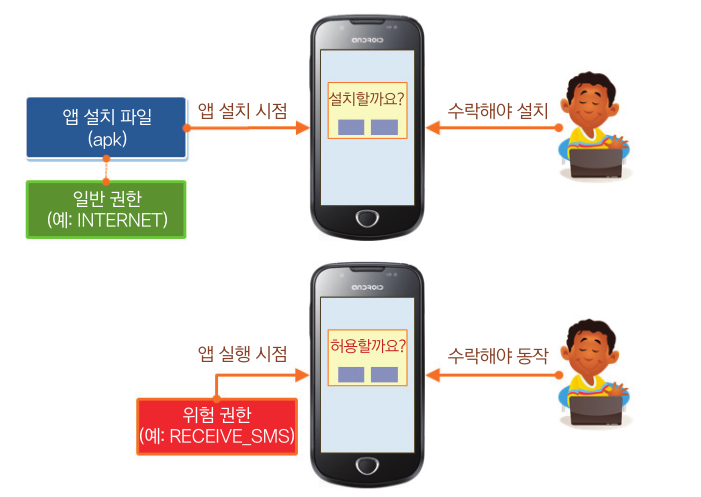 ANDROID
설치할까요?
앱 설치 파일
(apk)
앱 설치 시점
수락해야 설치
일반 권한
(예: INTERNET)
ANDROID
허용할까요?
앱 실행 시점
수락해야 동작
위험 권한
(예: RECEIVE_SMS)